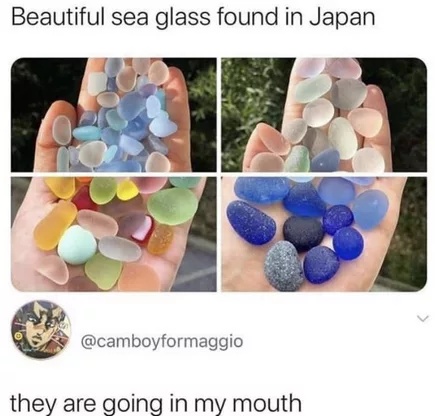 Beautiful sea glass found in Japan
@camboyformaggio
they are going in my mouth